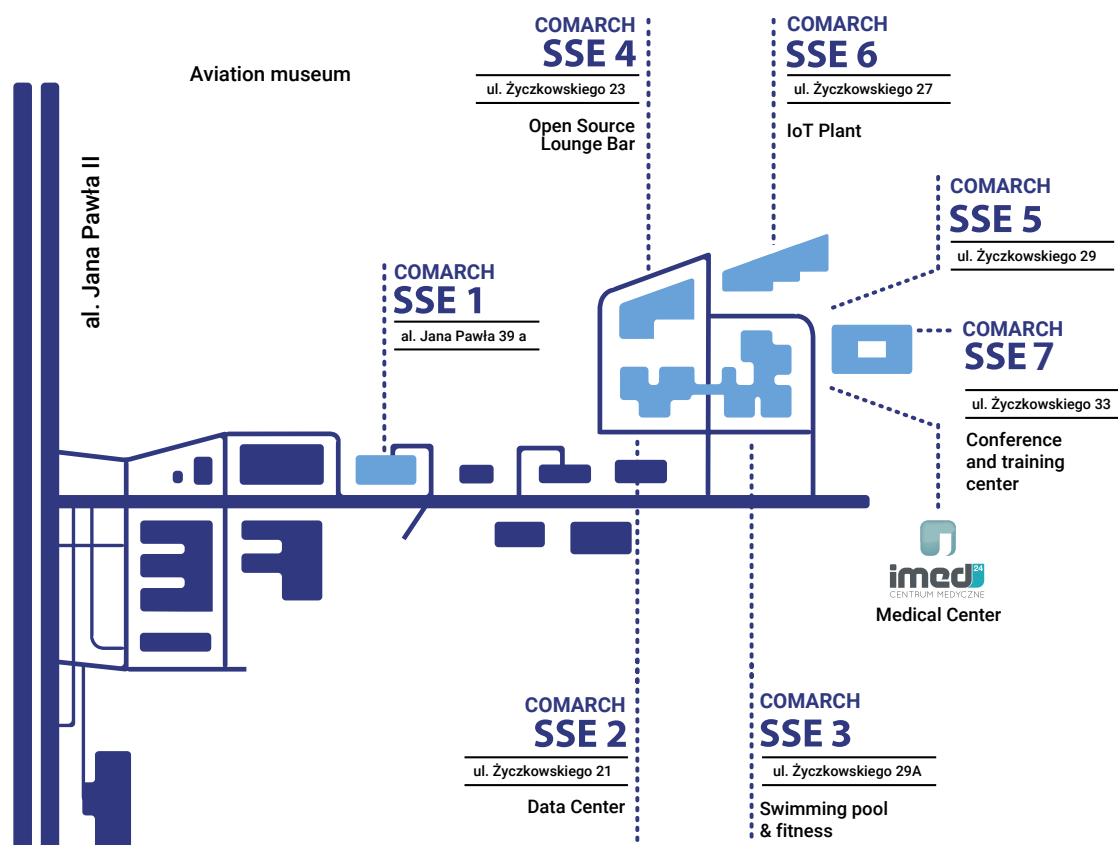 Aviation museum
al. Jana Pawła II
COMARCH
SSE 4
ul. Życzkowskiego 23
Open Source
Lounge Bar
COMARCH
SSE 6
ul. Życzkowskiego 27
IoT Plant
COMARCH
SSE 5
ul. Życzkowskiego 29
COMARCH
SSE 1
al. Jana Pawła 39 a
COMARCH
SSE 7
ul. Życzkowskiego 33
Conference
and training
center
imed24
CENTRUM MEDYCZNE
Medical Center
COMARCH
SSE 2
ul. Życzkowskiego 21
Data Center
COMARCH
SSE 3
ul. Życzkowskiego 29A
Swimming pool
& fitness